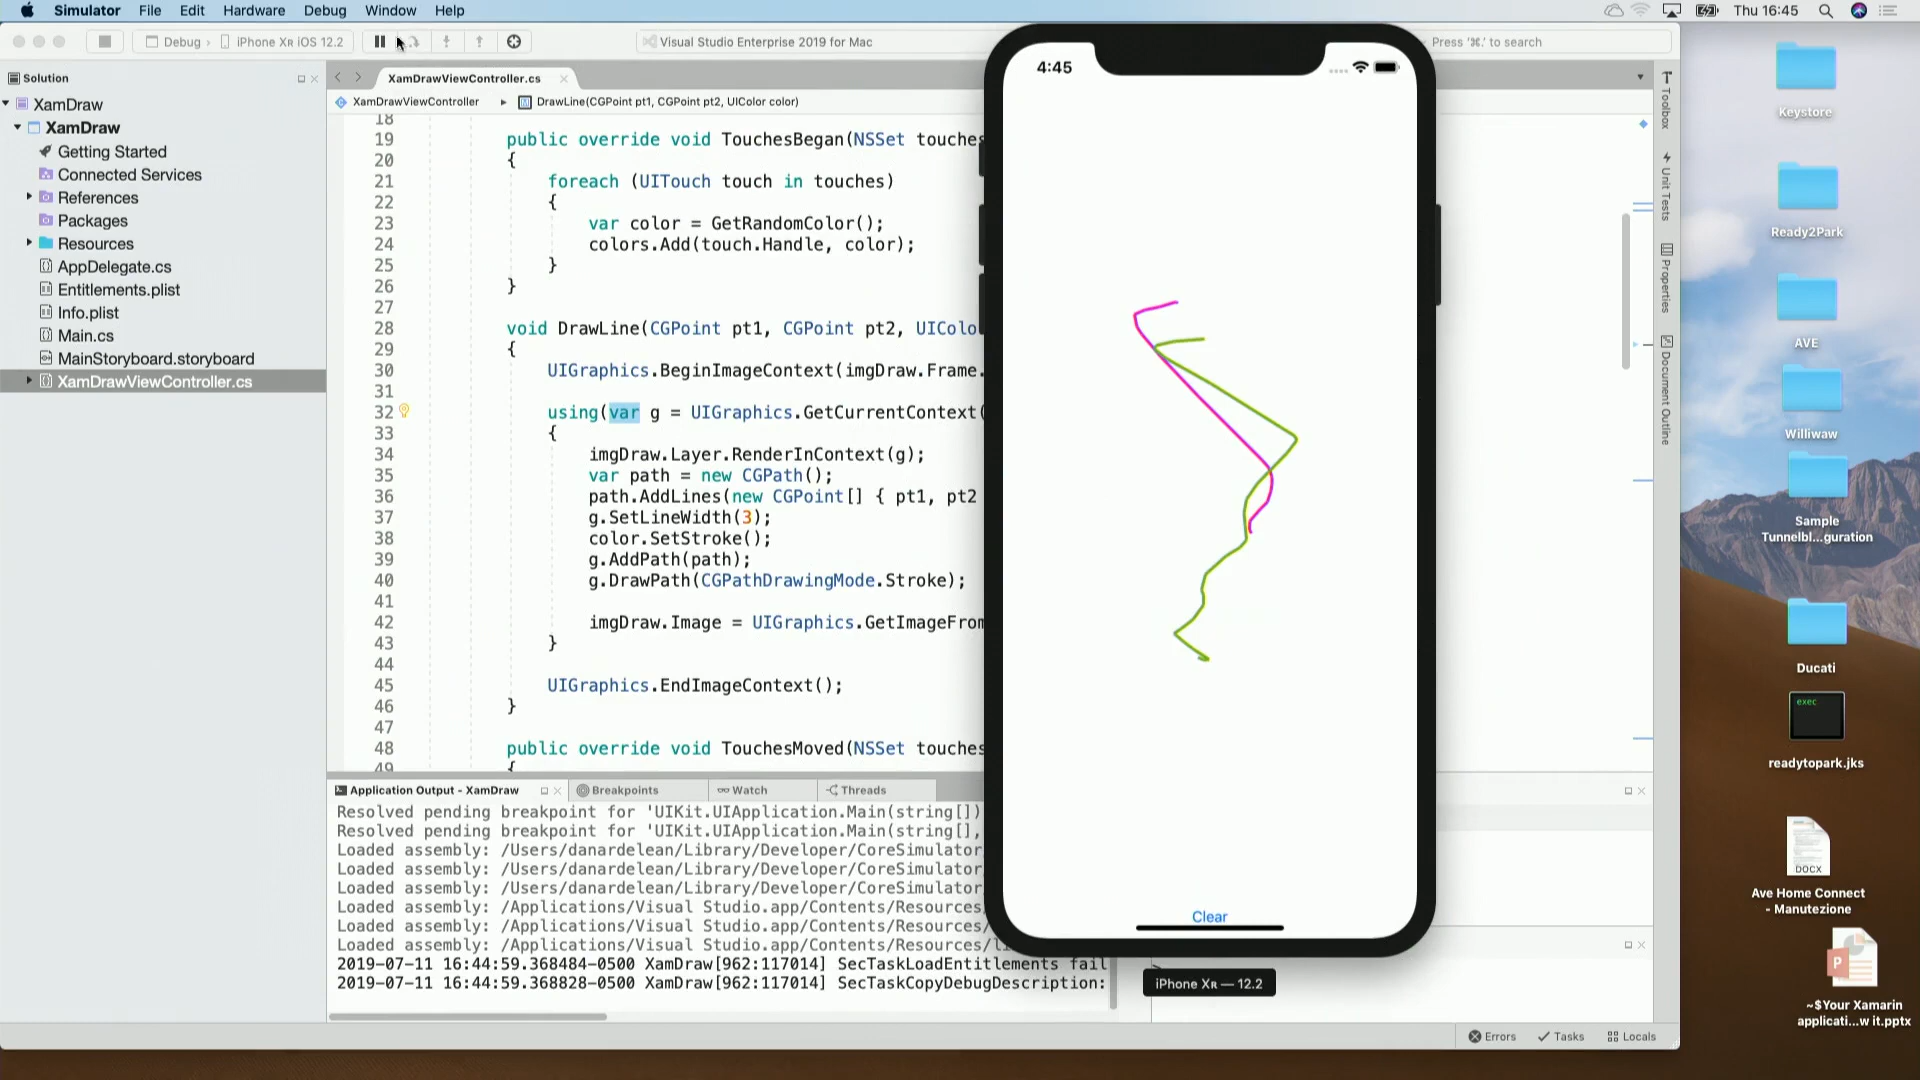 Simulator File Edit Hardware Debug Window Help
Thu 16:45
Debug › iPhone Xʀ iOS 12.2
Visual Studio Enterprise 2019 for Mac
Press '⌘.' to search
Solution
XamDraw
XamDraw
Getting Started
Connected Services
References
Packages
Resources
AppDelegate.cs
Entitlements.plist
Info.plist
Main.cs
MainStoryboard.storyboard
XamDrawViewController.cs
XamDrawViewController.cs
XamDrawViewController ▸ DrawLine(CGPoint pt1, CGPoint pt2, UIColor color)
18
19 public override void TouchesBegan(NSSet touches
20 {
21 foreach (UITouch touch in touches)
22 {
23 var color = GetRandomColor();
24 colors.Add(touch.Handle, color);
25 }
26 }
27
28 void DrawLine(CGPoint pt1, CGPoint pt2, UIColo
29 {
30 UIGraphics.BeginImageContext(imgDraw.Frame.
31
32 using(var g = UIGraphics.GetCurrentContext(
33 {
34 imgDraw.Layer.RenderInContext(g);
35 var path = new CGPath();
36 path.AddLines(new CGPoint[] { pt1, pt2
37 g.SetLineWidth(3);
38 color.SetStroke();
39 g.AddPath(path);
40 g.DrawPath(CGPathDrawingMode.Stroke);
41
42 imgDraw.Image = UIGraphics.GetImageFrom
43 }
44
45 UIGraphics.EndImageContext();
46 }
47
48 public override void TouchesMoved(NSSet touches
49 {
Application Output - XamDraw
Breakpoints
Watch
Threads
Resolved pending breakpoint for 'UIKit.UIApplication.Main(string[])
Resolved pending breakpoint for 'UIKit.UIApplication.Main(string[],
Loaded assembly: /Users/danardelean/Library/Developer/CoreSimulator
Loaded assembly: /Users/danardelean/Library/Developer/CoreSimulator
Loaded assembly: /Users/danardelean/Library/Developer/CoreSimulator
Loaded assembly: /Applications/Visual Studio.app/Contents/Resources
Loaded assembly: /Applications/Visual Studio.app/Contents/Resources/
Loaded assembly: /Applications/Visual Studio.app/Contents/Resources/
2019-07-11 16:44:59.368484-0500 XamDraw[962:117014] SecTaskLoadEntitlements fail
2019-07-11 16:44:59.368828-0500 XamDraw[962:117014] SecTaskCopyDebugDescription:
4:45
Clear
iPhone Xʀ — 12.2
Toolbox
Unit Tests
Properties
Document Outline
Errors
Tasks
Locals
Keystore
Ready2Park
AVE
Williwaw
Sample
Tunnelbl...guration
Ducati
exec
readytopark.jks
DOCX
Ave Home Connect
- Manutezione
P
~$Your Xamarin
applicati...w it.pptx